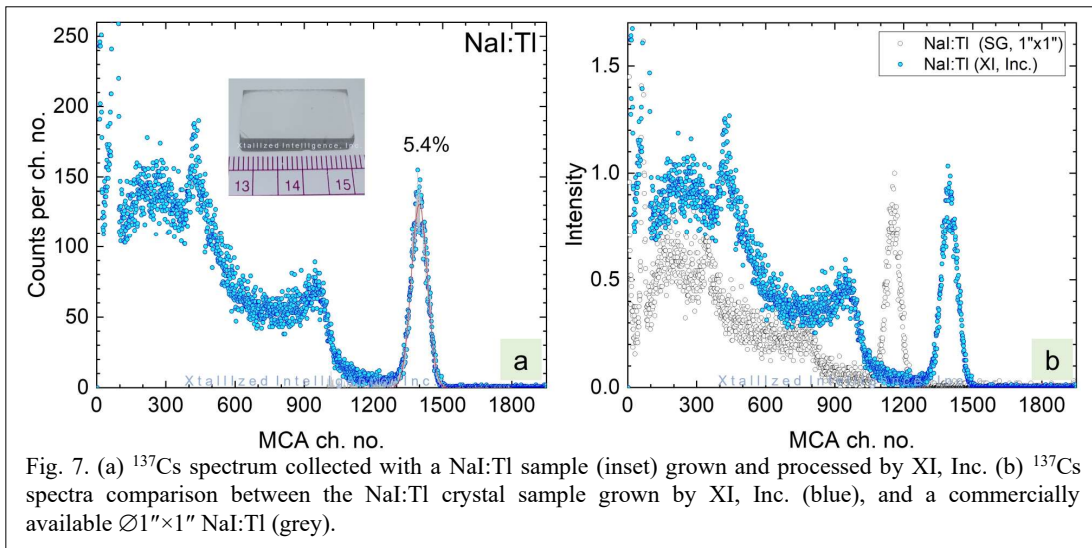 NaI:Tl
5.4%
Xtallized Intelligence, Inc
13 14 15
250
200
150
100
50
0
Counts per ch. no.
0 300 600 900 1200 1500 1800
MCA ch. no.
Xtallized Intelligence, Inc
a
NaI:Tl (SG, 1"x1")
NaI:Tl (XI, Inc.)
1.5
1.0
0.5
0.0
Intensity
0 300 600 900 1200 1500 1800
MCA ch. no.
Xtallized Intelligence
b
Fig. 7. (a) ¹³⁷Cs spectrum collected with a NaI:Tl sample (inset) grown and processed by XI, Inc. (b) ¹³⁷Cs
spectra comparison between the NaI:Tl crystal sample grown by XI, Inc. (blue), and a commercially
available ∅1″×1″ NaI:Tl (grey).